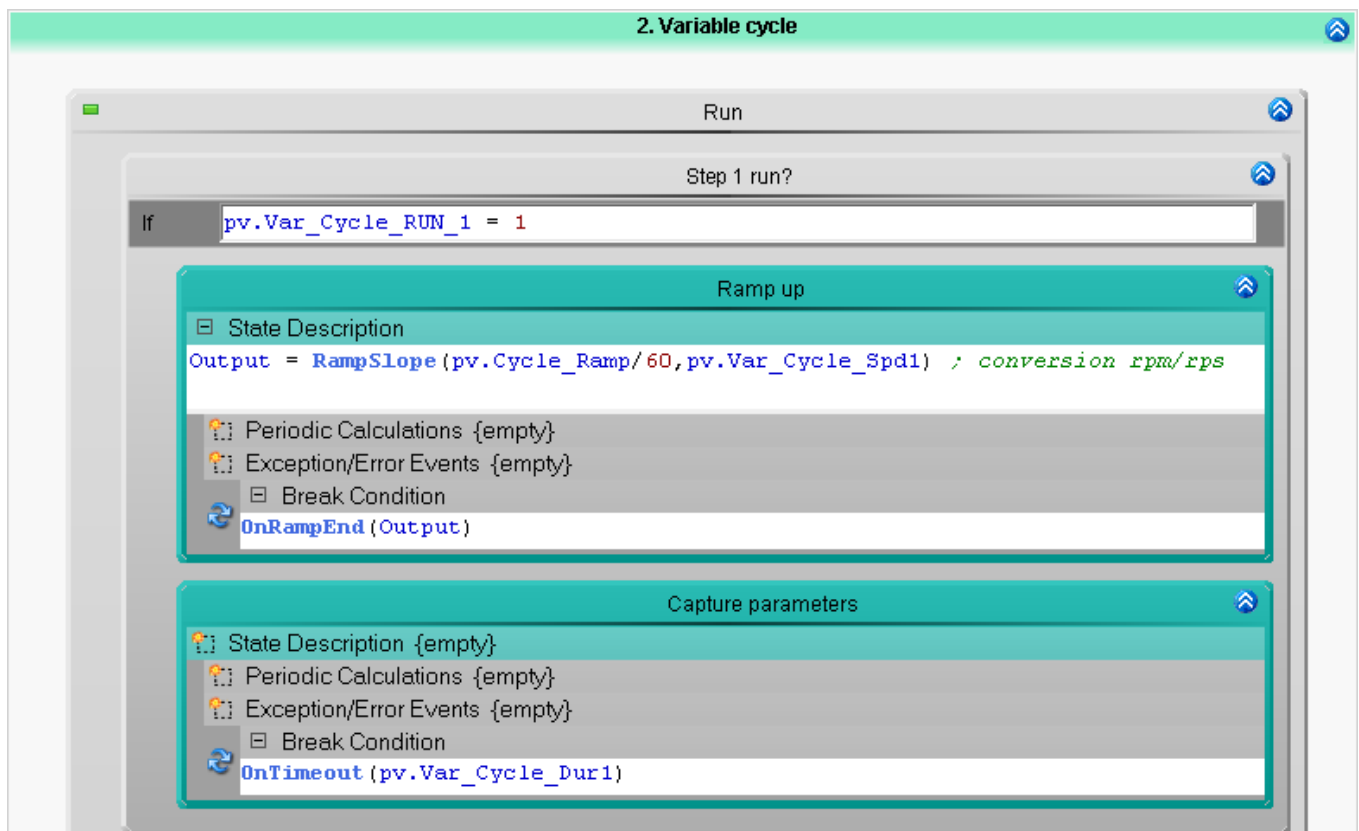 2. Variable cycle
Run
Step 1 run?
If pv.Var_Cycle_RUN_1 = 1
Ramp up
State Description
Output = RampSlope(pv.Cycle_Ramp/60,pv.Var_Cycle_Spd1) ; conversion rpm/rps
Periodic Calculations {empty}
Exception/Error Events {empty}
Break Condition
OnRampEnd(Output)
Capture parameters
State Description {empty}
Periodic Calculations {empty}
Exception/Error Events {empty}
Break Condition
OnTimeout(pv.Var_Cycle_Dur1)